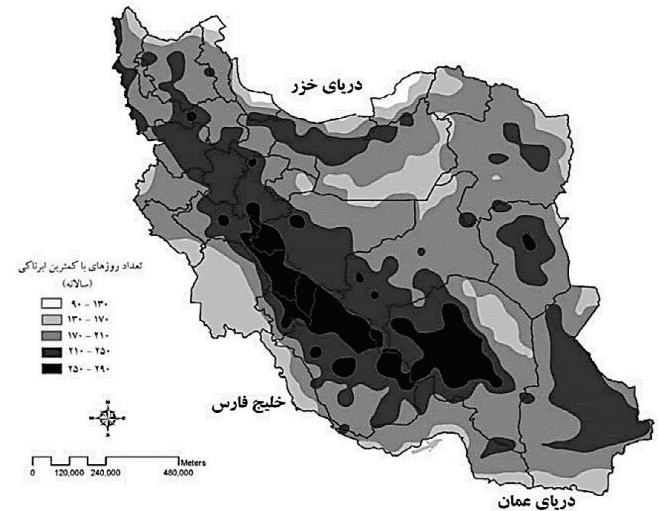 دریای خزر
تعداد روزهای با کمترین ابرناکی
(سالانه)
۹۰ - ۱۳۰
۱۳۰ - ۱۷۰
۱۷۰ - ۲۱۰
۲۱۰ - ۲۵۰
۲۵۰ - ۲۹۰
خلیج فارس
Meters
0 120,000 240,000 480,000
دریای عمان